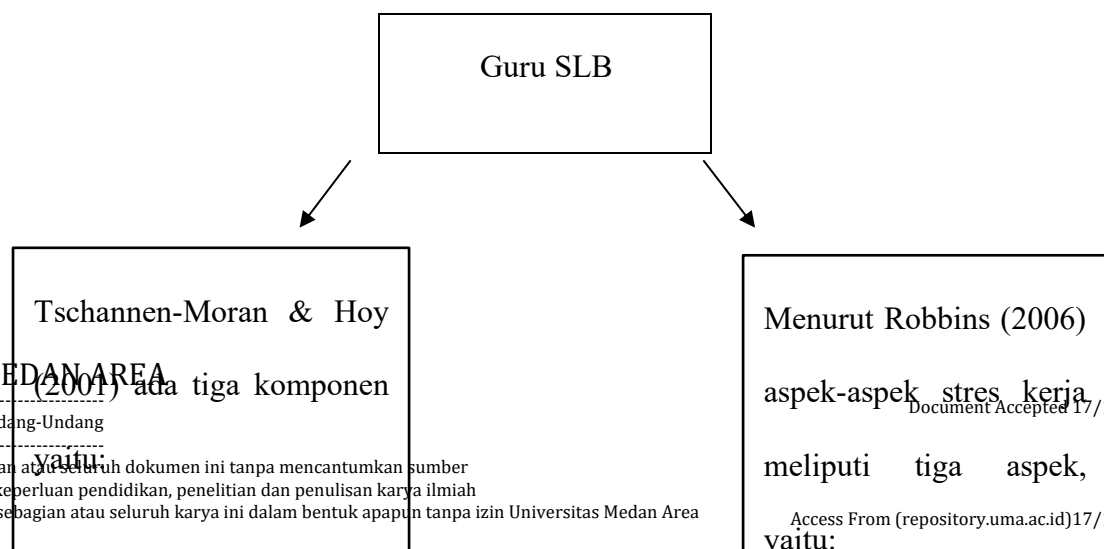 Guru SLB
Tschannen-Moran & Hoy
(2001) ada tiga komponen
yaitu:
Menurut Robbins (2006)
aspek-aspek stres kerja
meliputi tiga aspek,
yaitu:
EDAN AREA
dang-Undang
an atau seluruh dokumen ini tanpa mencantumkan sumber
keperluan pendidikan, penelitian dan penulisan karya ilmiah
sebagian atau seluruh karya ini dalam bentuk apapun tanpa izin Universitas Medan Area
Document Accepted 17/
Access From (repository.uma.ac.id)17/